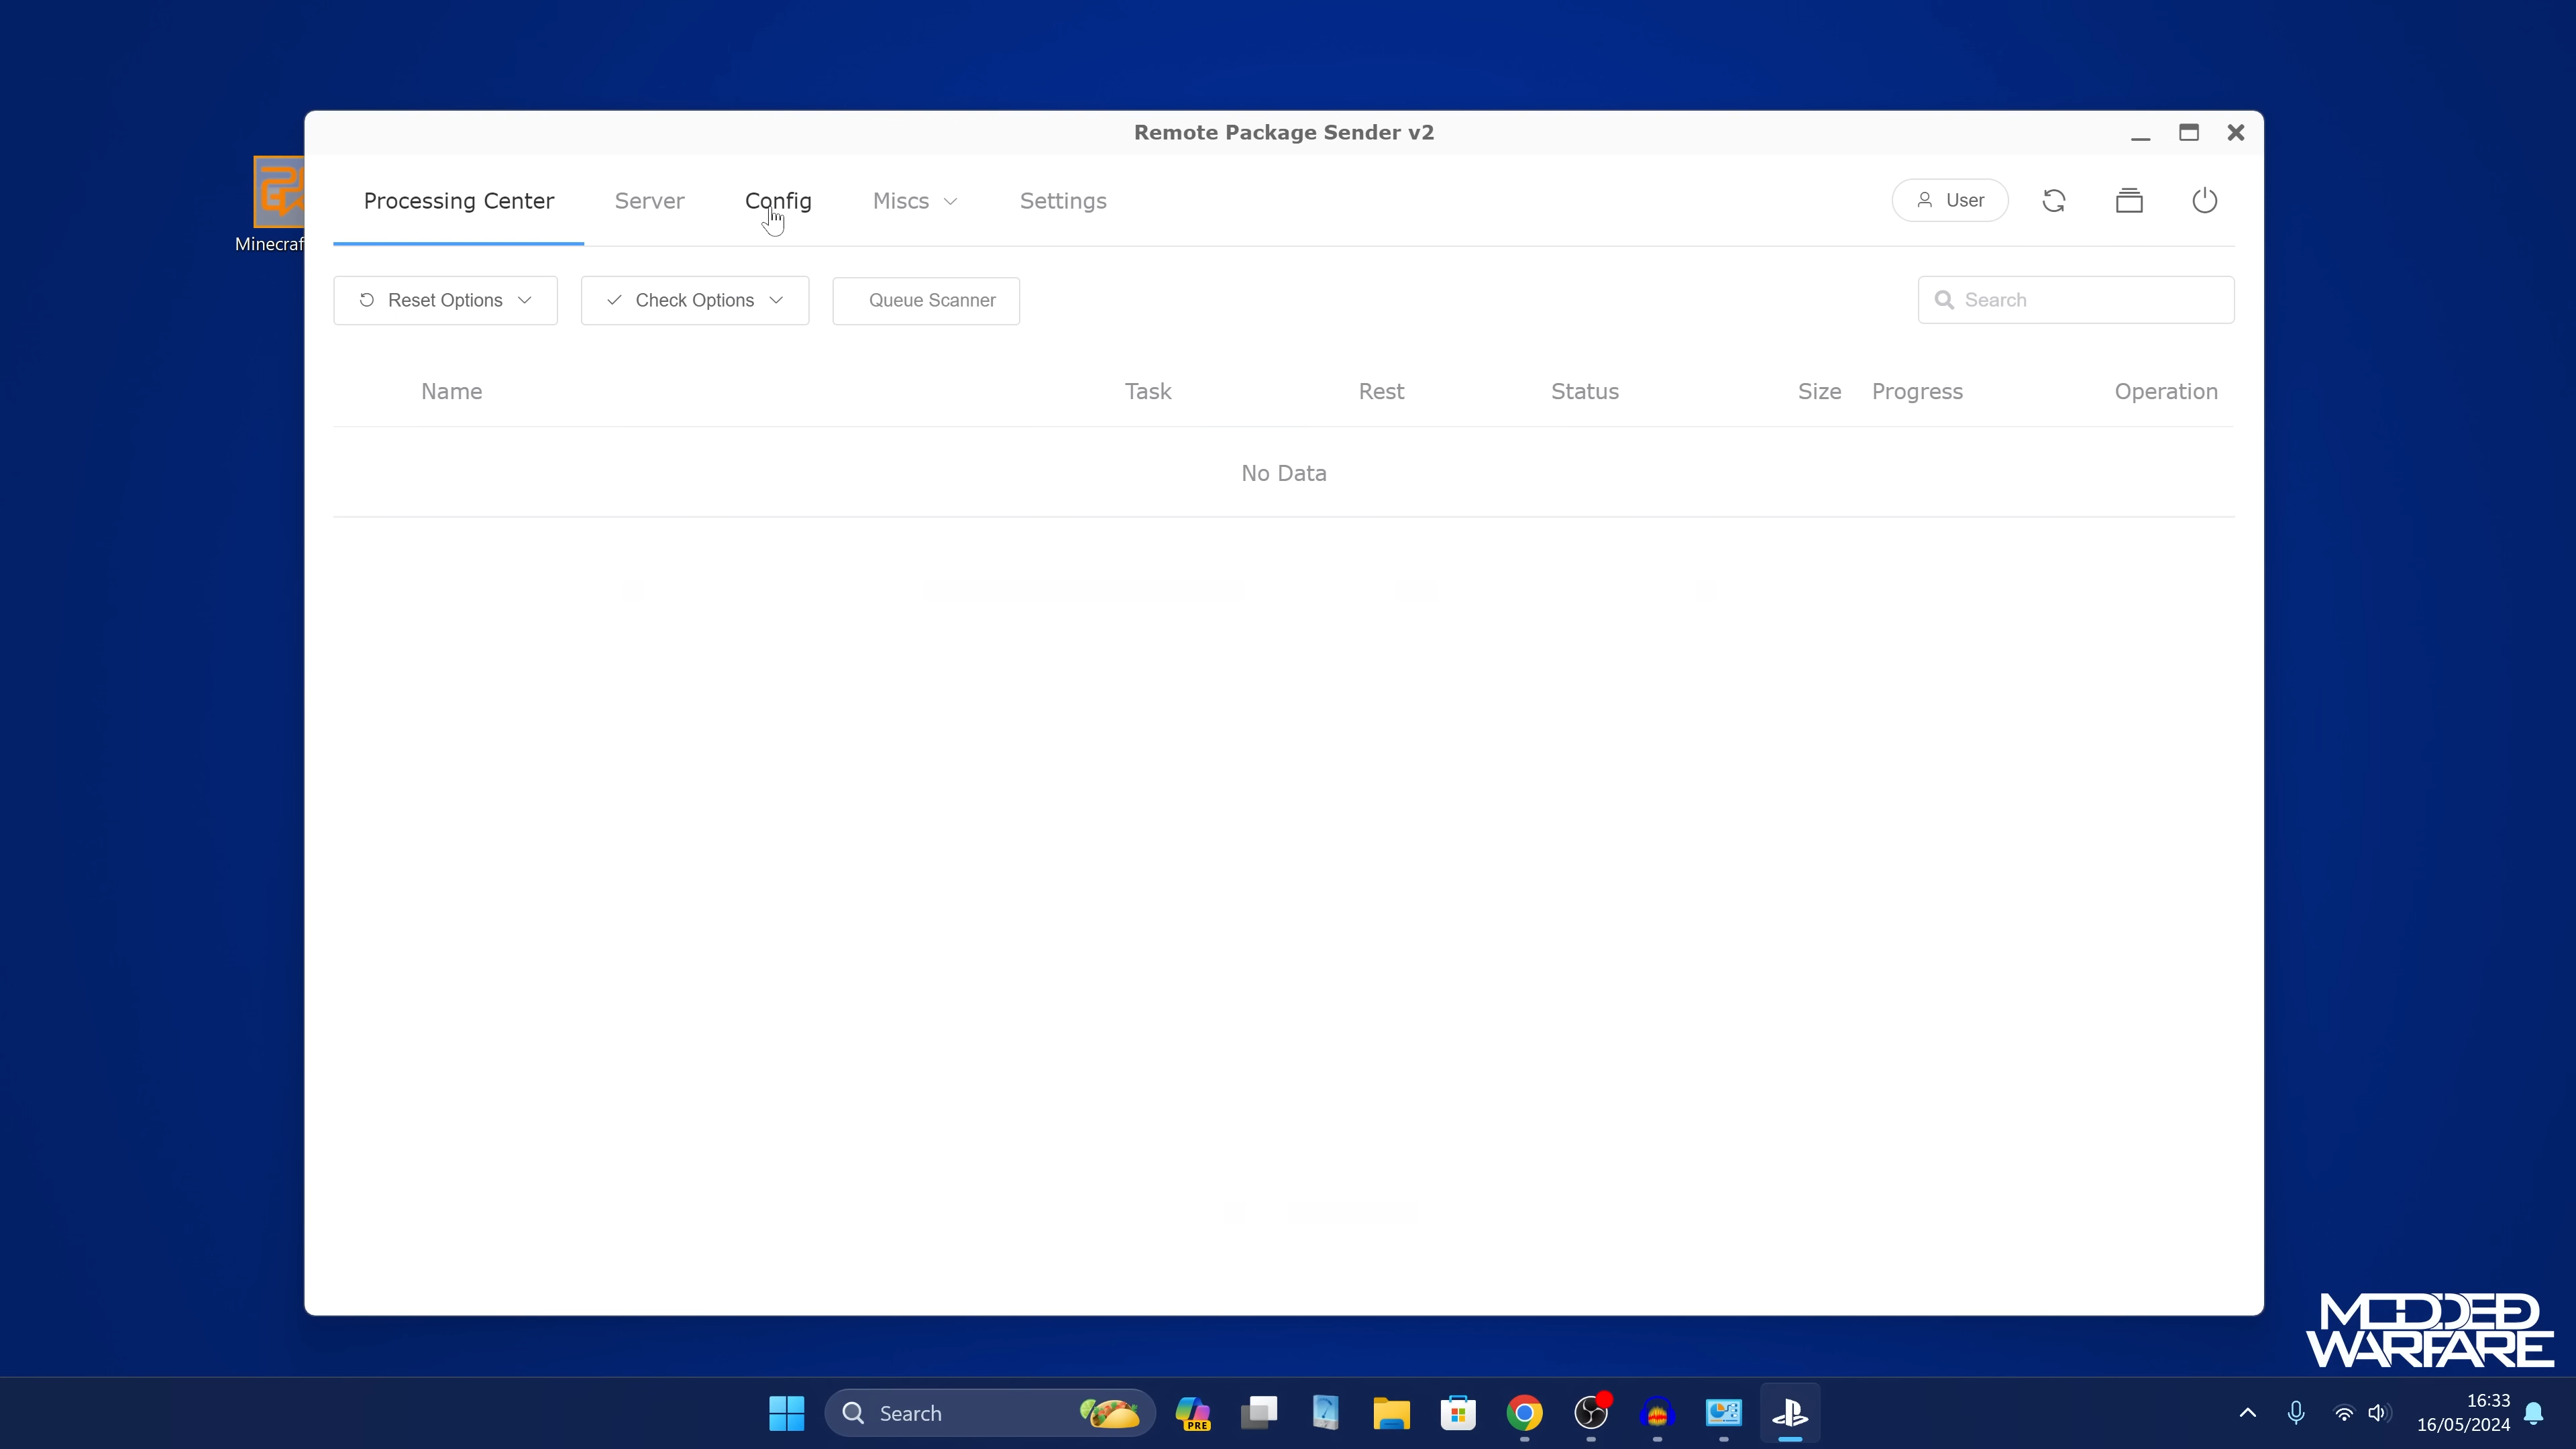 Remote Package Sender v2
Minecraf
Processing Center Server Config Miscs Settings User
Reset Options Check Options Queue Scanner Search
Name Task Rest Status Size Progress Operation
No Data
MODDED
WARFARE
Search PRE 16:33
16/05/2024